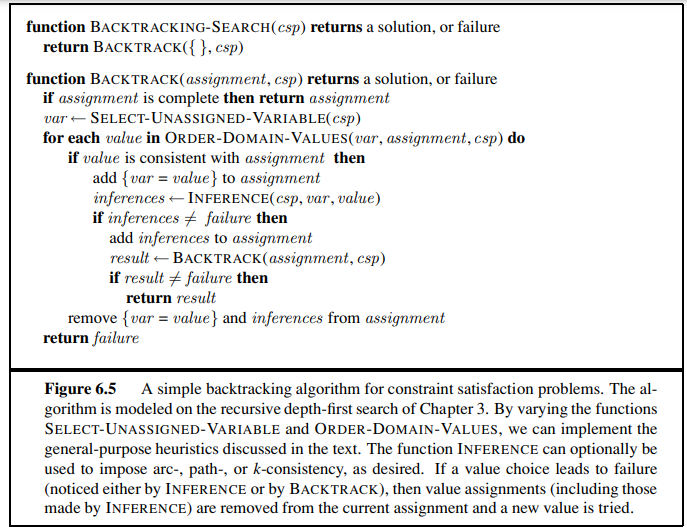 function BACKTRACKING-SEARCH(csp) returns a solution, or failure
return BACKTRACK({ }, csp)
function BACKTRACK(assignment, csp) returns a solution, or failure
if assignment is complete then return assignment
var ← SELECT-UNASSIGNED-VARIABLE(csp)
for each value in ORDER-DOMAIN-VALUES(var, assignment, csp) do
if value is consistent with assignment then
add {var = value} to assignment
inferences ← INFERENCE(csp, var, value)
if inferences ≠ failure then
add inferences to assignment
result ← BACKTRACK(assignment, csp)
if result ≠ failure then
return result
remove {var = value} and inferences from assignment
return failure
Figure 6.5 A simple backtracking algorithm for constraint satisfaction problems. The al-
gorithm is modeled on the recursive depth-first search of Chapter 3. By varying the functions
SELECT-UNASSIGNED-VARIABLE and ORDER-DOMAIN-VALUES, we can implement the
general-purpose heuristics discussed in the text. The function INFERENCE can optionally be
used to impose arc-, path-, or k-consistency, as desired. If a value choice leads to failure
(noticed either by INFERENCE or by BACKTRACK), then value assignments (including those
made by INFERENCE) are removed from the current assignment and a new value is tried.